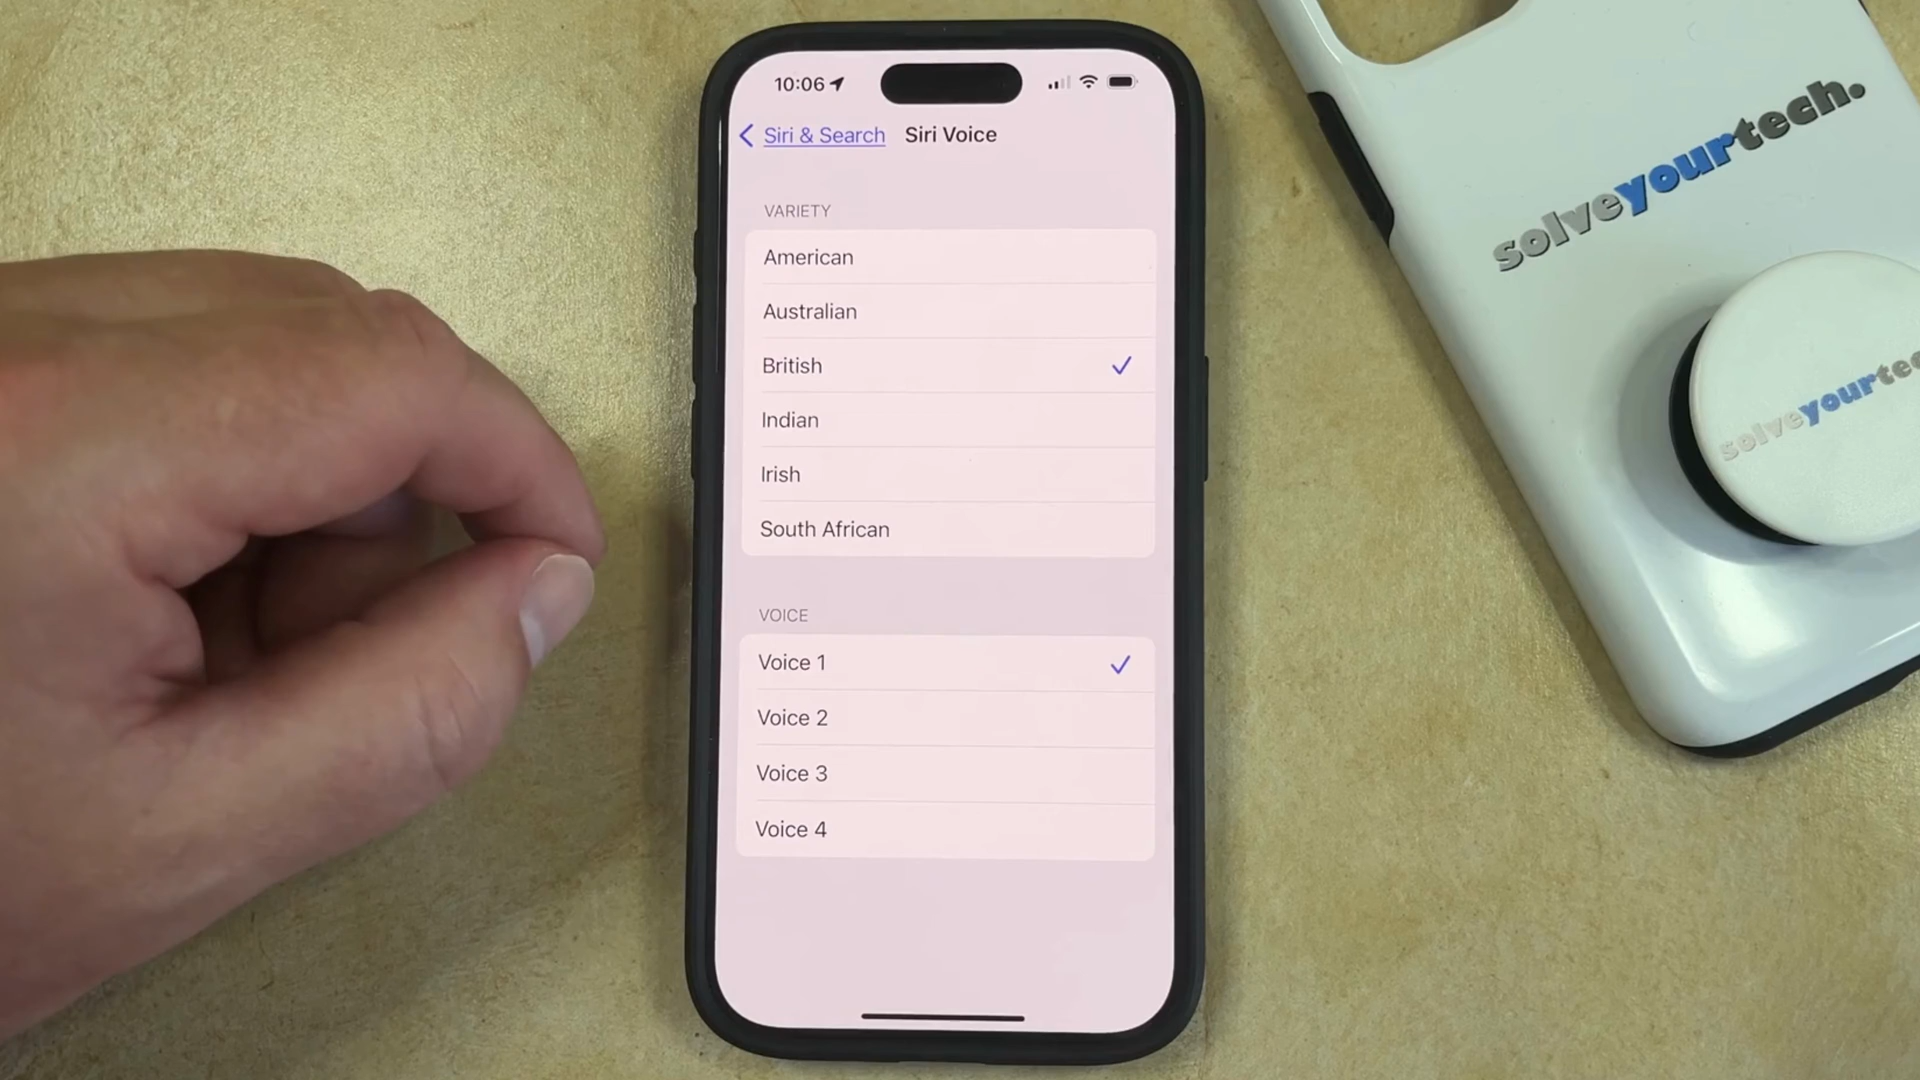 10:06
Siri & Search Siri Voice
VARIETY
American
Australian
British
Indian
Irish
South African
VOICE
Voice 1
Voice 2
Voice 3
Voice 4
solveyourtech.
solveyourtec